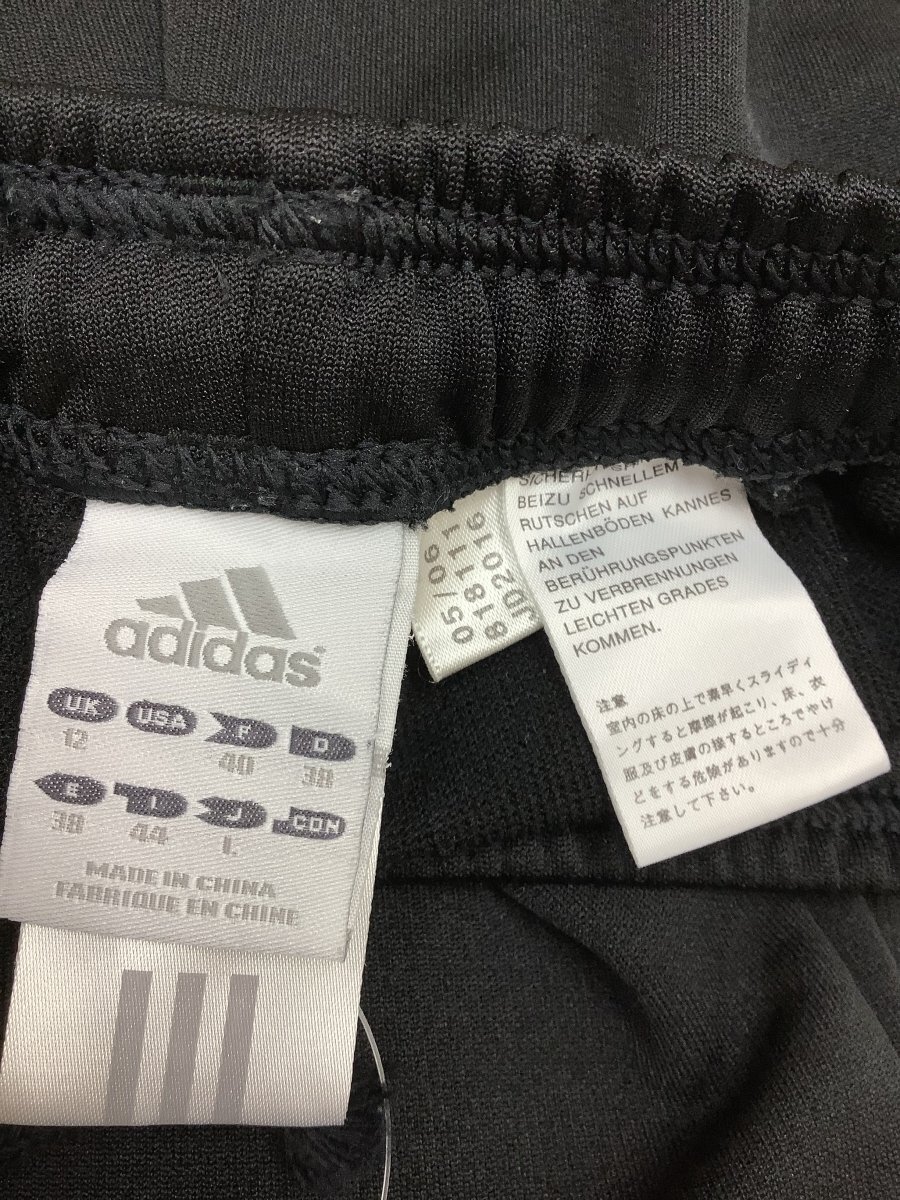 adidas
UK USA F D
12 40 38
E I J CON
38 44 L
MADE IN CHINA
FABRIQUE EN CHINE
05/06
818111
JD2016
BEIZU SCHNELLEM
RUTSCHEN AUF
HALLENBÖDEN KANNES
AN DEN
BERÜHRUNGSPUNKTEN
ZU VERBRENNUNGEN
LEICHTEN GRADES
KOMMEN.
注意
室内の床の上で素早くスライディ
ングすると摩擦が起こり、床、衣
服及び皮膚の接するところでやけ
どをする危険がありますので十分
注意して下さい。